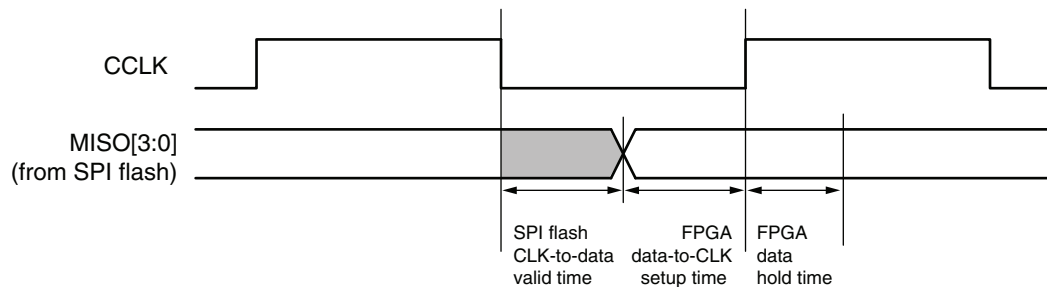 CCLK
MISO[3:0]
(from SPI flash)
SPI flash
CLK-to-data
valid time
FPGA
data-to-CLK
setup time
FPGA
data
hold time